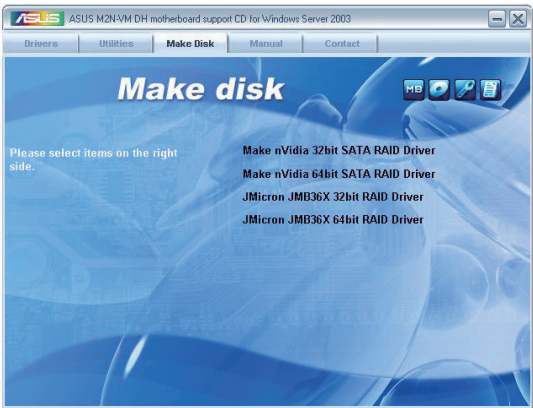 ASUS ASUS M2N-VM DH motherboard support CD for Windows Server 2003
Drivers Utilities Make Disk Manual Contact
Make disk
MB
Please select items on the right
side.
Make nVidia 32bit SATA RAID Driver
Make nVidia 64bit SATA RAID Driver
JMicron JMB36X 32bit RAID Driver
JMicron JMB36X 64bit RAID Driver